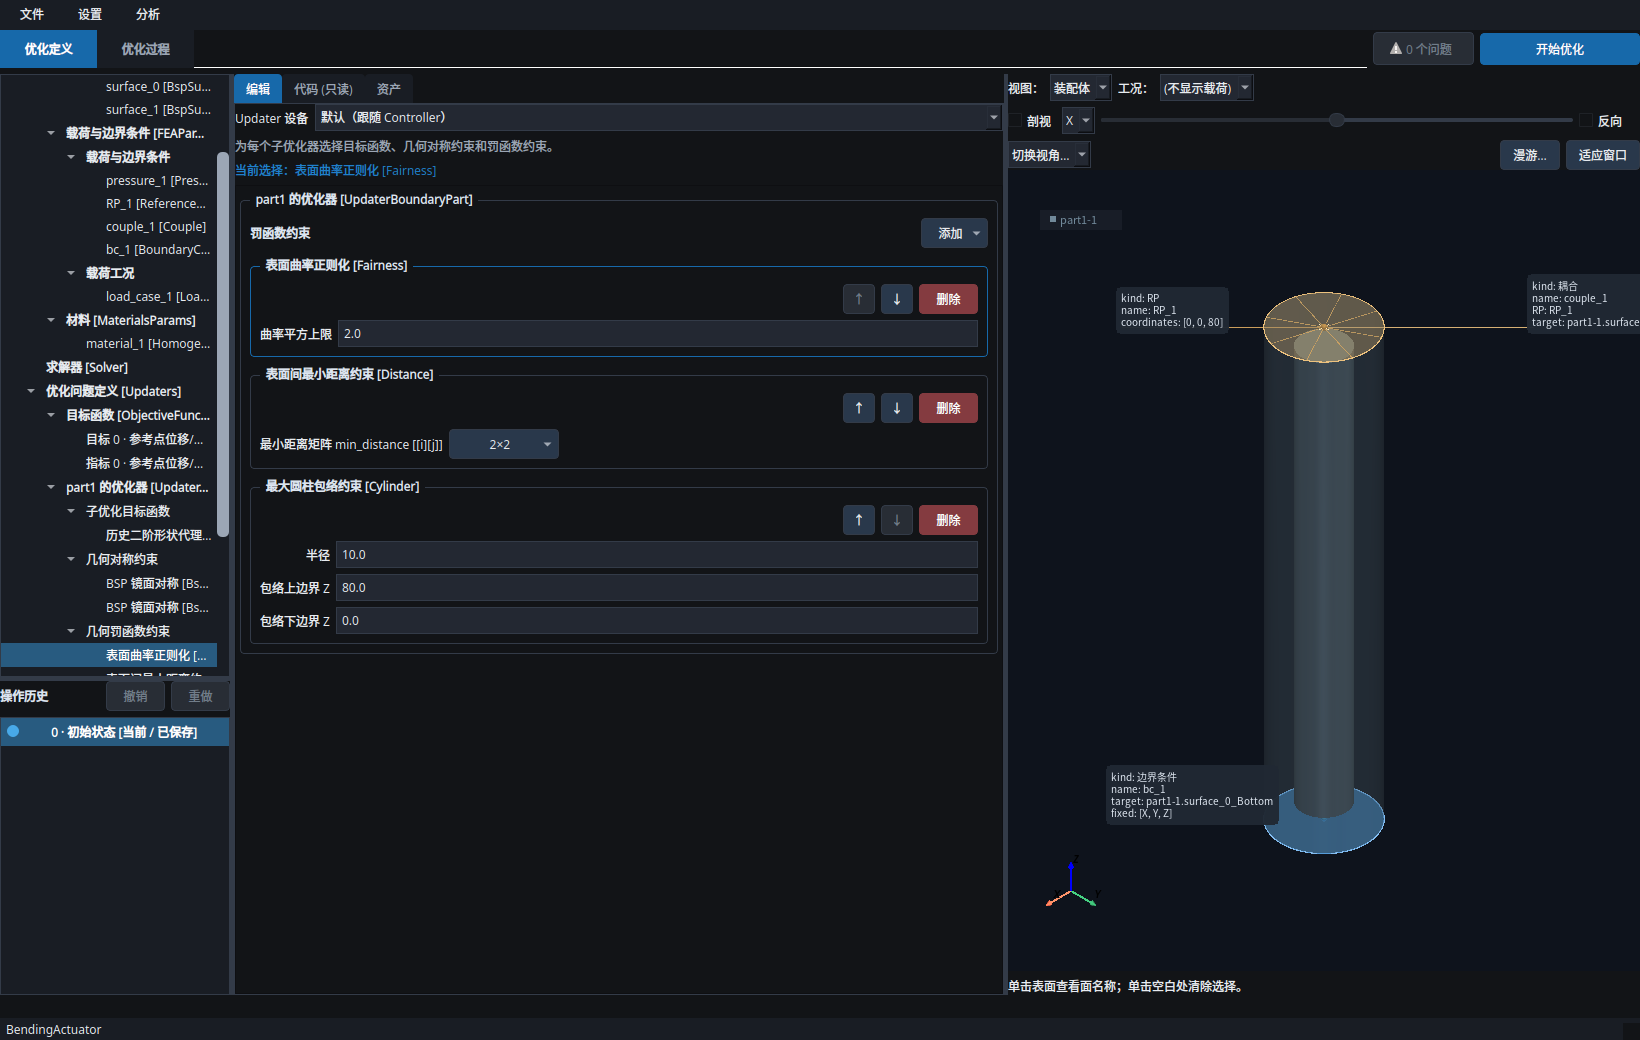 文件
设置
分析
优化定义
优化过程
0 个问题
开始优化
surface_0 [BspSu...
surface_1 [BspSu...
载荷与边界条件 [FEAPar...
载荷与边界条件
pressure_1 [Pres...
RP_1 [Reference...
couple_1 [Couple]
bc_1 [BoundaryC...
载荷工况
load_case_1 [Loa...
材料 [MaterialsParams]
material_1 [Homoge...
求解器 [Solver]
优化问题定义 [Updaters]
目标函数 [ObjectiveFunc...
目标 0 · 参考点位移/...
指标 0 · 参考点位移/...
part1 的优化器 [Updater...
子优化目标函数
历史二阶形状代理...
几何对称约束
BSP 镜面对称 [Bs...
BSP 镜面对称 [Bs...
几何罚函数约束
表面曲率正则化 [...
操作历史
撤销
重做
0 · 初始状态 [当前 / 已保存]
编辑
代码 (只读)
资产
Updater 设备
默认（跟随 Controller）
为每个子优化器选择目标函数、几何对称约束和罚函数约束。
当前选择：表面曲率正则化 [Fairness]
part1 的优化器 [UpdaterBoundaryPart]
罚函数约束
添加
表面曲率正则化 [Fairness]
↑
↓
删除
曲率平方上限
2.0
表面间最小距离约束 [Distance]
↑
↓
删除
最小距离矩阵 min_distance [[i][j]]
2×2
最大圆柱包络约束 [Cylinder]
↑
↓
删除
半径
10.0
包络上边界 Z
80.0
包络下边界 Z
0.0
视图：
装配体
工况：
(不显示载荷)
剖视
X
反向
切换视角...
漫游...
适应窗口
part1-1
kind: RP
name: RP_1
coordinates: [0, 0, 80]
kind: 耦合
name: couple_1
RP: RP_1
target: part1-1.surface
kind: 边界条件
name: bc_1
target: part1-1.surface_0_Bottom
fixed: [X, Y, Z]
Z
Y
单击表面查看面名称；单击空白处清除选择。
BendingActuator